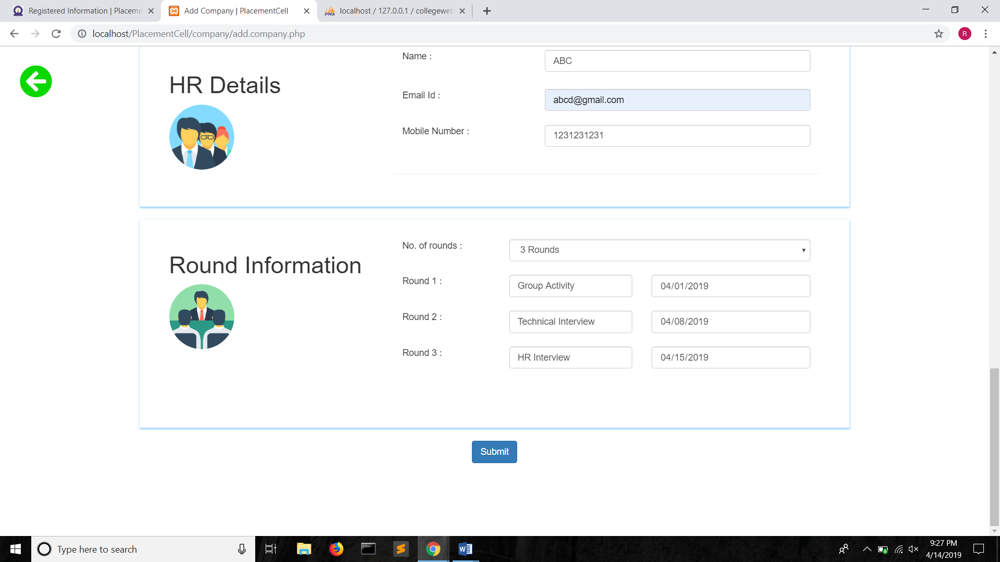 Registered Information | Placeme
Add Company | PlacementCell
localhost / 127.0.0.1 / collegeweb
localhost/PlacementCell/company/add.company.php
R
HR Details
Name :
ABC
Email Id :
abcd@gmail.com
Mobile Number :
1231231231
Round Information
No. of rounds :
3 Rounds
Round 1 :
Group Activity
04/01/2019
Round 2 :
Technical Interview
04/08/2019
Round 3 :
HR Interview
04/15/2019
Submit
Type here to search
9:27 PM
4/14/2019